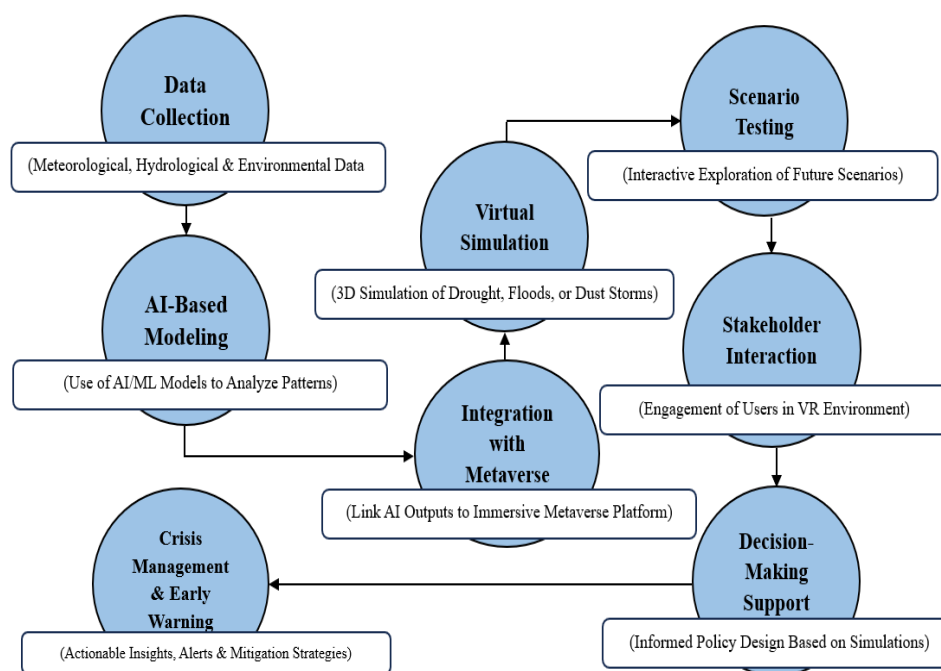 Data
Collection
(Meteorological, Hydrological & Environmental Data
AI-Based
Modeling
(Use of AI/ML Models to Analyze Patterns)
Integration
with
Metaverse
(Link AI Outputs to Immersive Metaverse Platform)
Virtual
Simulation
(3D Simulation of Drought, Floods, or Dust Storms)
Scenario
Testing
(Interactive Exploration of Future Scenarios)
Stakeholder
Interaction
(Engagement of Users in VR Environment)
Decision-
Making
Support
(Informed Policy Design Based on Simulations)
Crisis
Management
& Early
Warning
(Actionable Insights, Alerts & Mitigation Strategies)